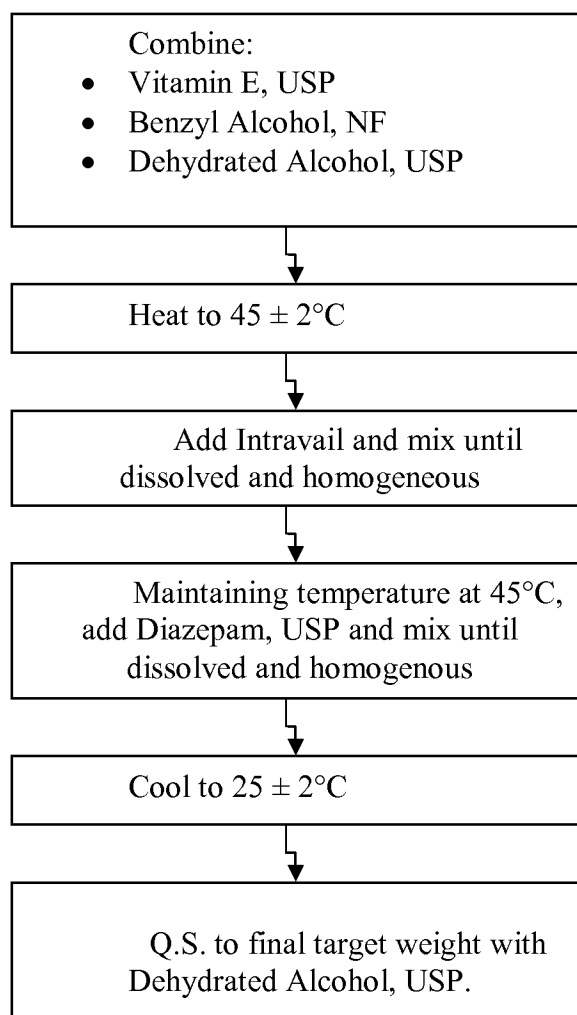 Combine:
• Vitamin E, USP
• Benzyl Alcohol, NF
• Dehydrated Alcohol, USP
Heat to 45 ± 2°C
Add Intravail and mix until
dissolved and homogeneous
Maintaining temperature at 45°C,
add Diazepam, USP and mix until
dissolved and homogenous
Cool to 25 ± 2°C
Q.S. to final target weight with
Dehydrated Alcohol, USP.